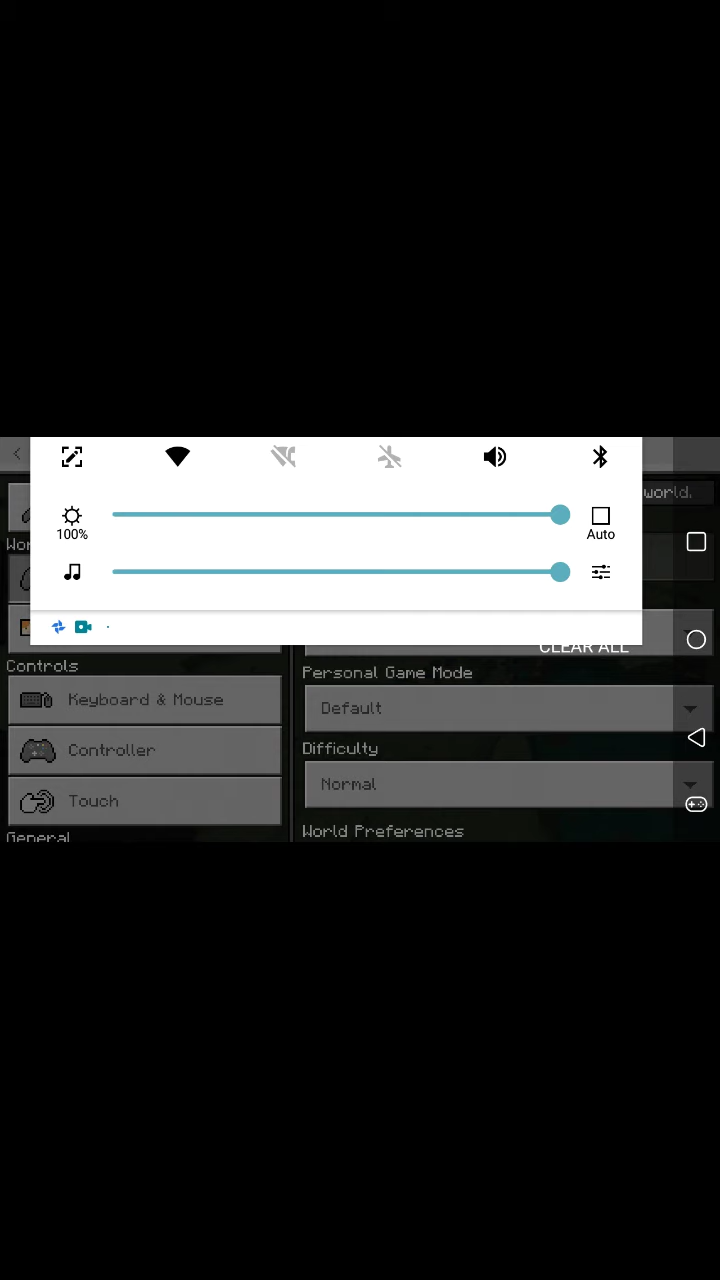 world.
100%
Auto
CLEAR ALL
Controls
Personal Game Mode
Keyboard & Mouse
Default
Controller
Difficulty
Normal
Touch
World Preferences
General